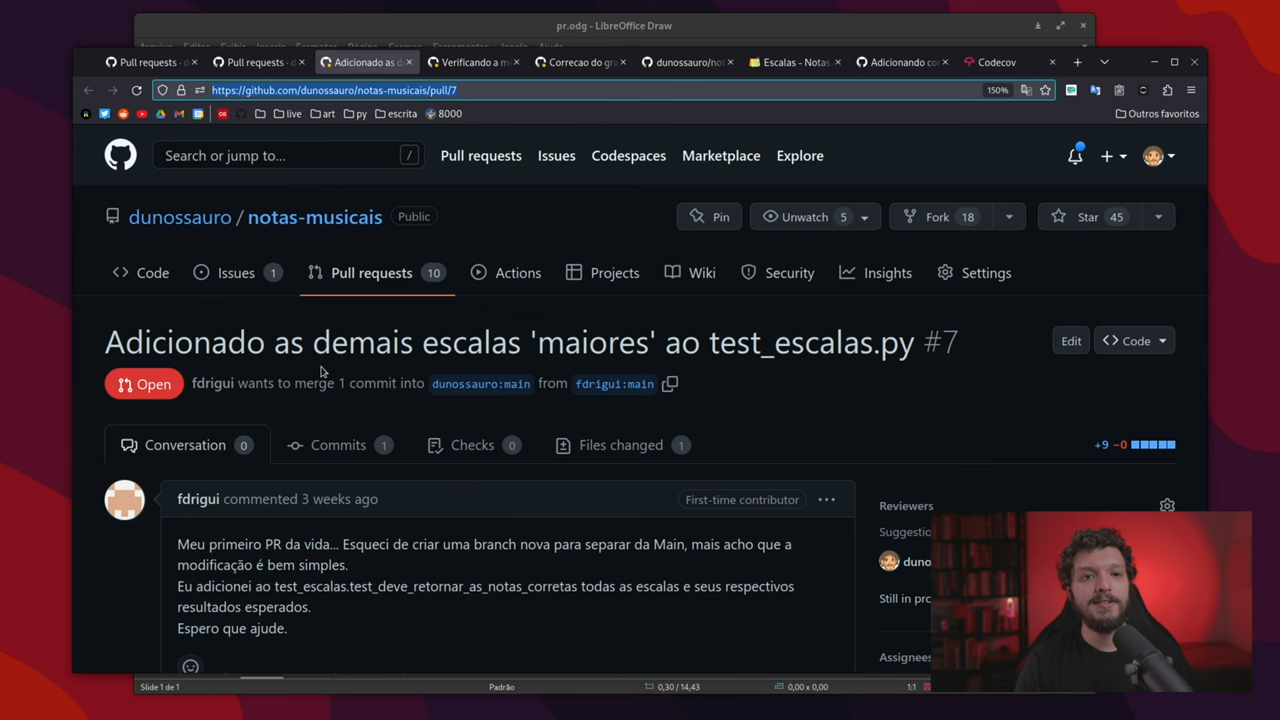 pr.odg - LibreOffice Draw
Pull requests · d
Pull requests · d
Adicionado as d
Verificando a m
Correcao do gra
dunossauro/not
Escalas - Notas
Adicionando co
Codecov
https://github.com/dunossauro/notas-musicais/pull/7
150%
live
art
py
escrita
8000
Outros favoritos
Search or jump to...
/
Pull requests
Issues
Codespaces
Marketplace
Explore
dunossauro / notas-musicais
Public
Pin
Unwatch 5
Fork 18
Star 45
Code
Issues 1
Pull requests 10
Actions
Projects
Wiki
Security
Insights
Settings
Adicionado as demais escalas 'maiores' ao test_escalas.py #7
Edit
<> Code
Open
fdrigui wants to merge 1 commit into dunossauro:main from fdrigui:main
Conversation 0
Commits 1
Checks 0
Files changed 1
+9 −0
fdrigui commented 3 weeks ago
First-time contributor
Meu primeiro PR da vida... Esqueci de criar uma branch nova para separar da Main, mais acho que a
modificação é bem simples.
Eu adicionei ao test_escalas.test_deve_retornar_as_notas_corretas todas as escalas e seus respectivos
resultados esperados.
Espero que ajude.
Reviewers
Suggestio
duno
Still in pro
Assignees
Slide 1 de 1
Padrão
0,30 / 14,43
0,00 x 0,00
1:1